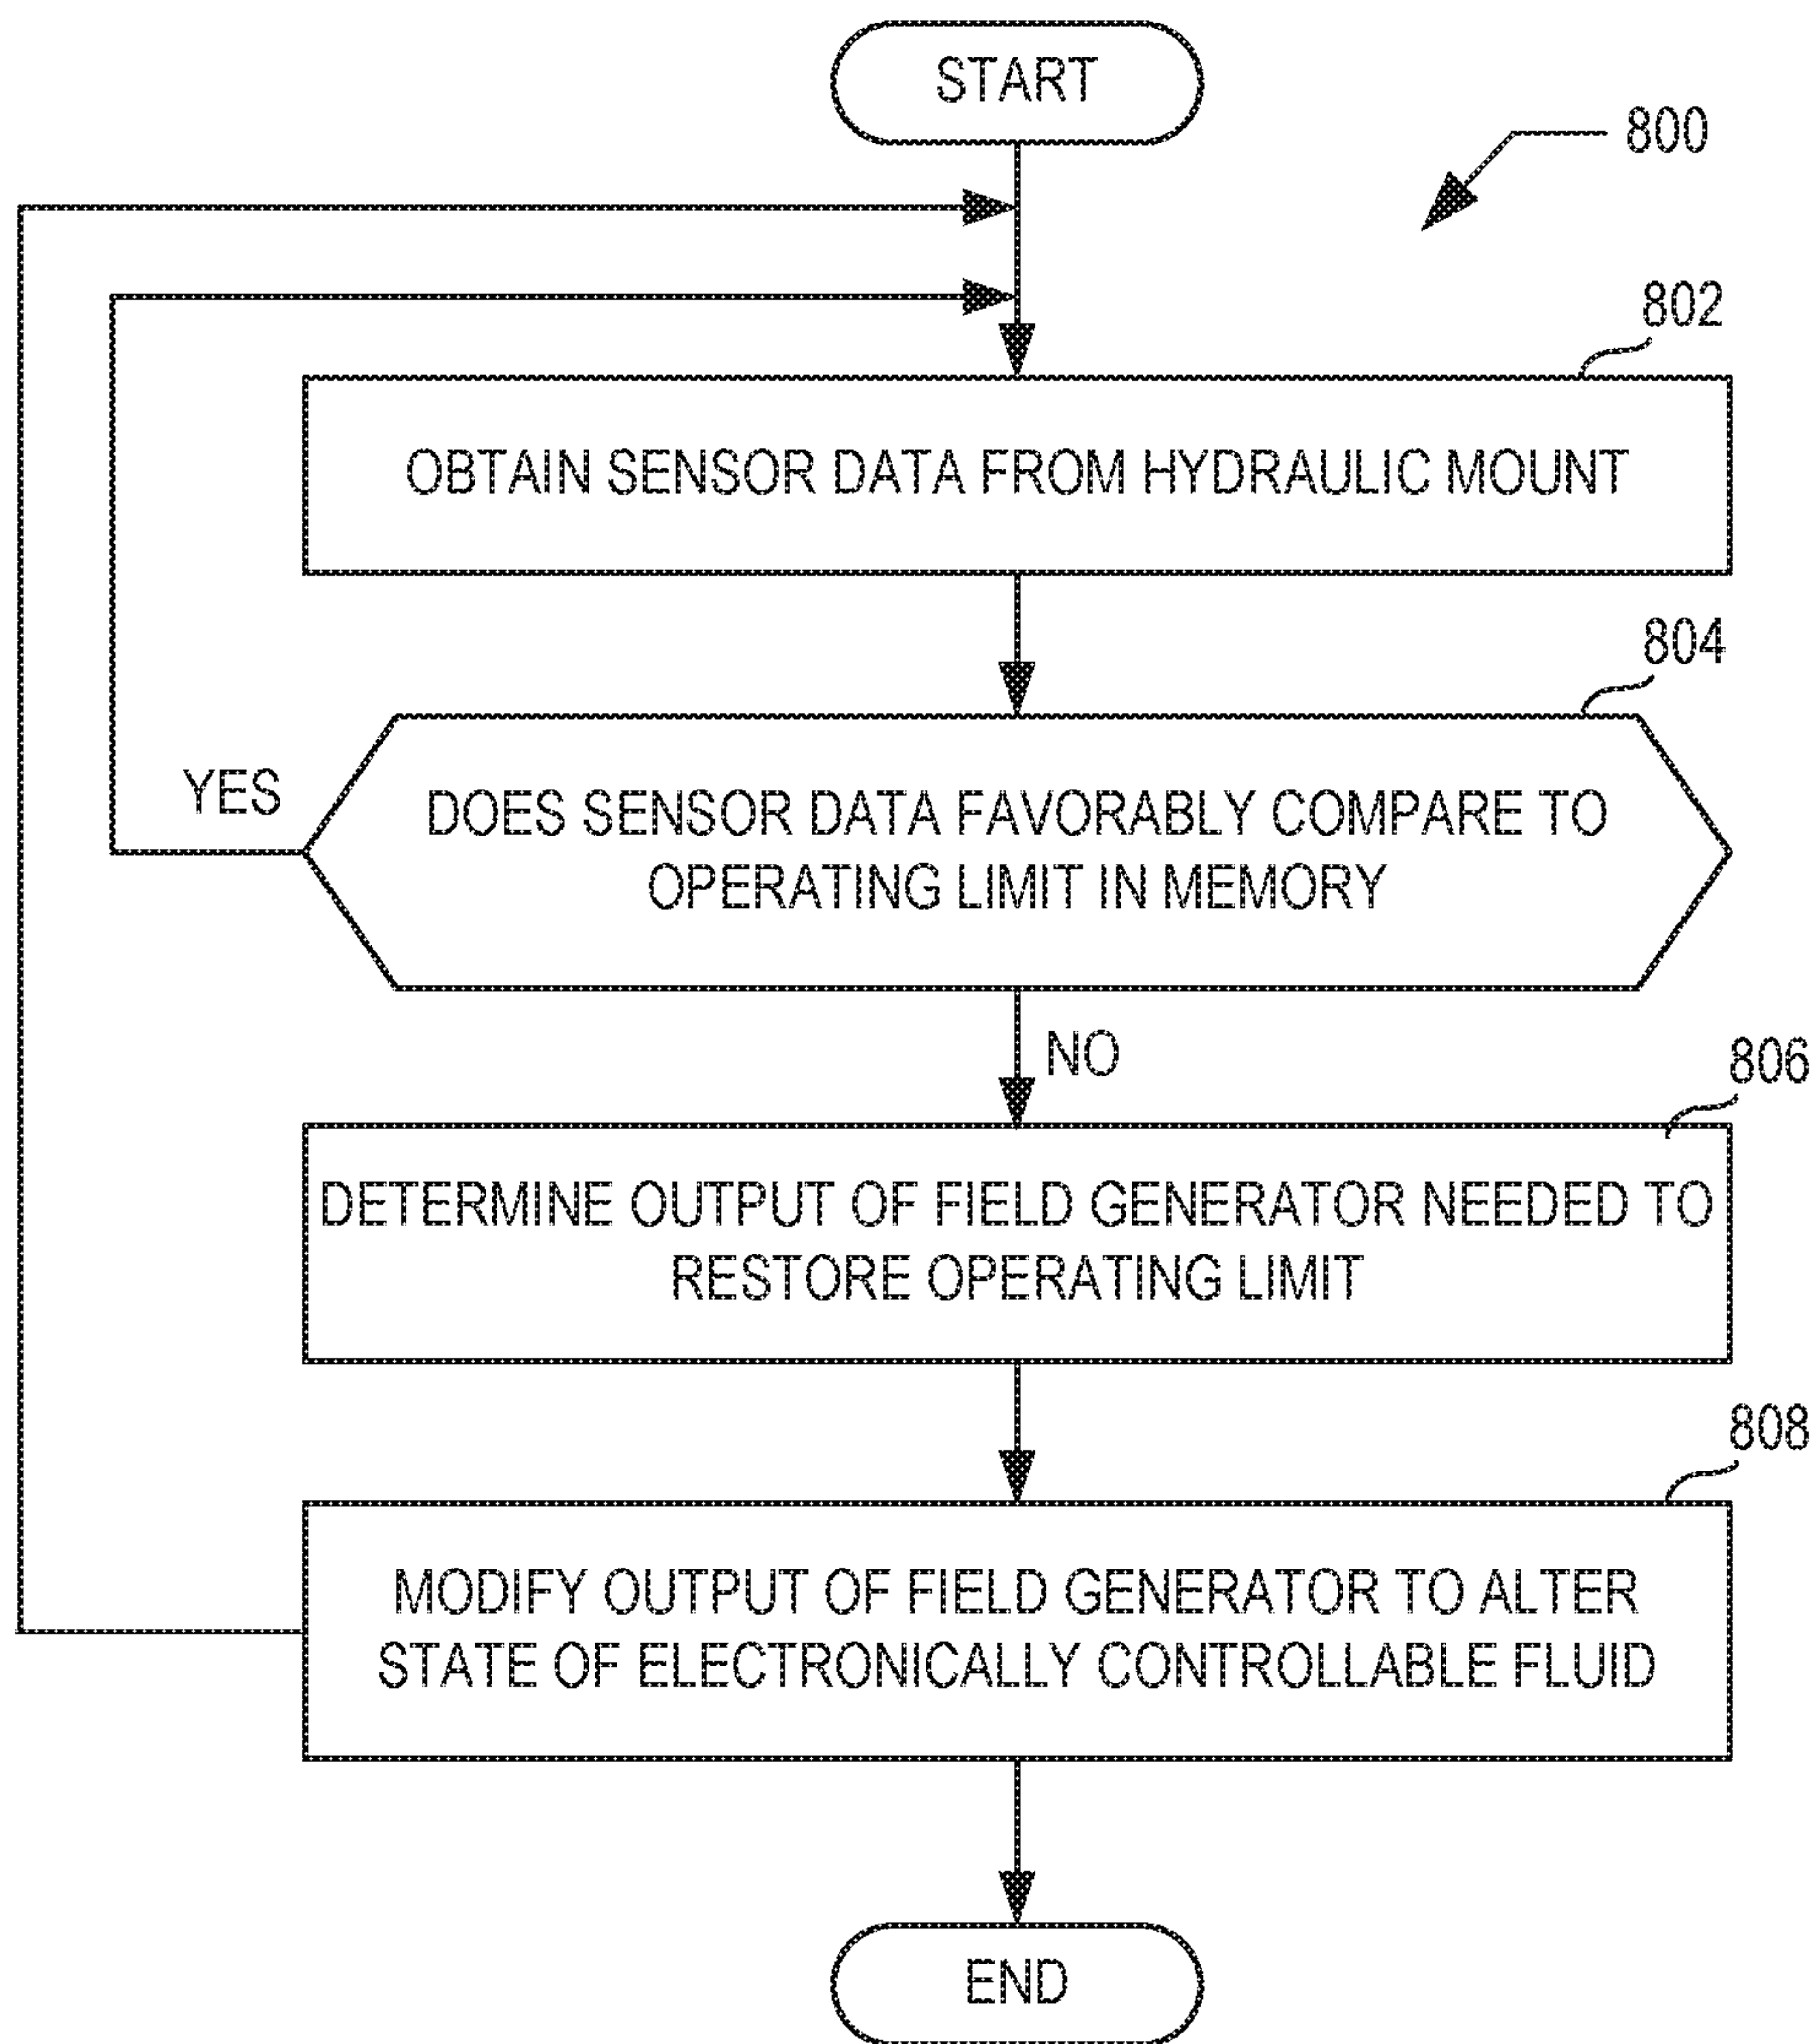 START
800
802
OBTAIN SENSOR DATA FROM HYDRAULIC MOUNT
804
YES
DOES SENSOR DATA FAVORABLY COMPARE TO
OPERATING LIMIT IN MEMORY
NO
806
DETERMINE OUTPUT OF FIELD GENERATOR NEEDED TO
RESTORE OPERATING LIMIT
808
MODIFY OUTPUT OF FIELD GENERATOR TO ALTER
STATE OF ELECTRONICALLY CONTROLLABLE FLUID
END